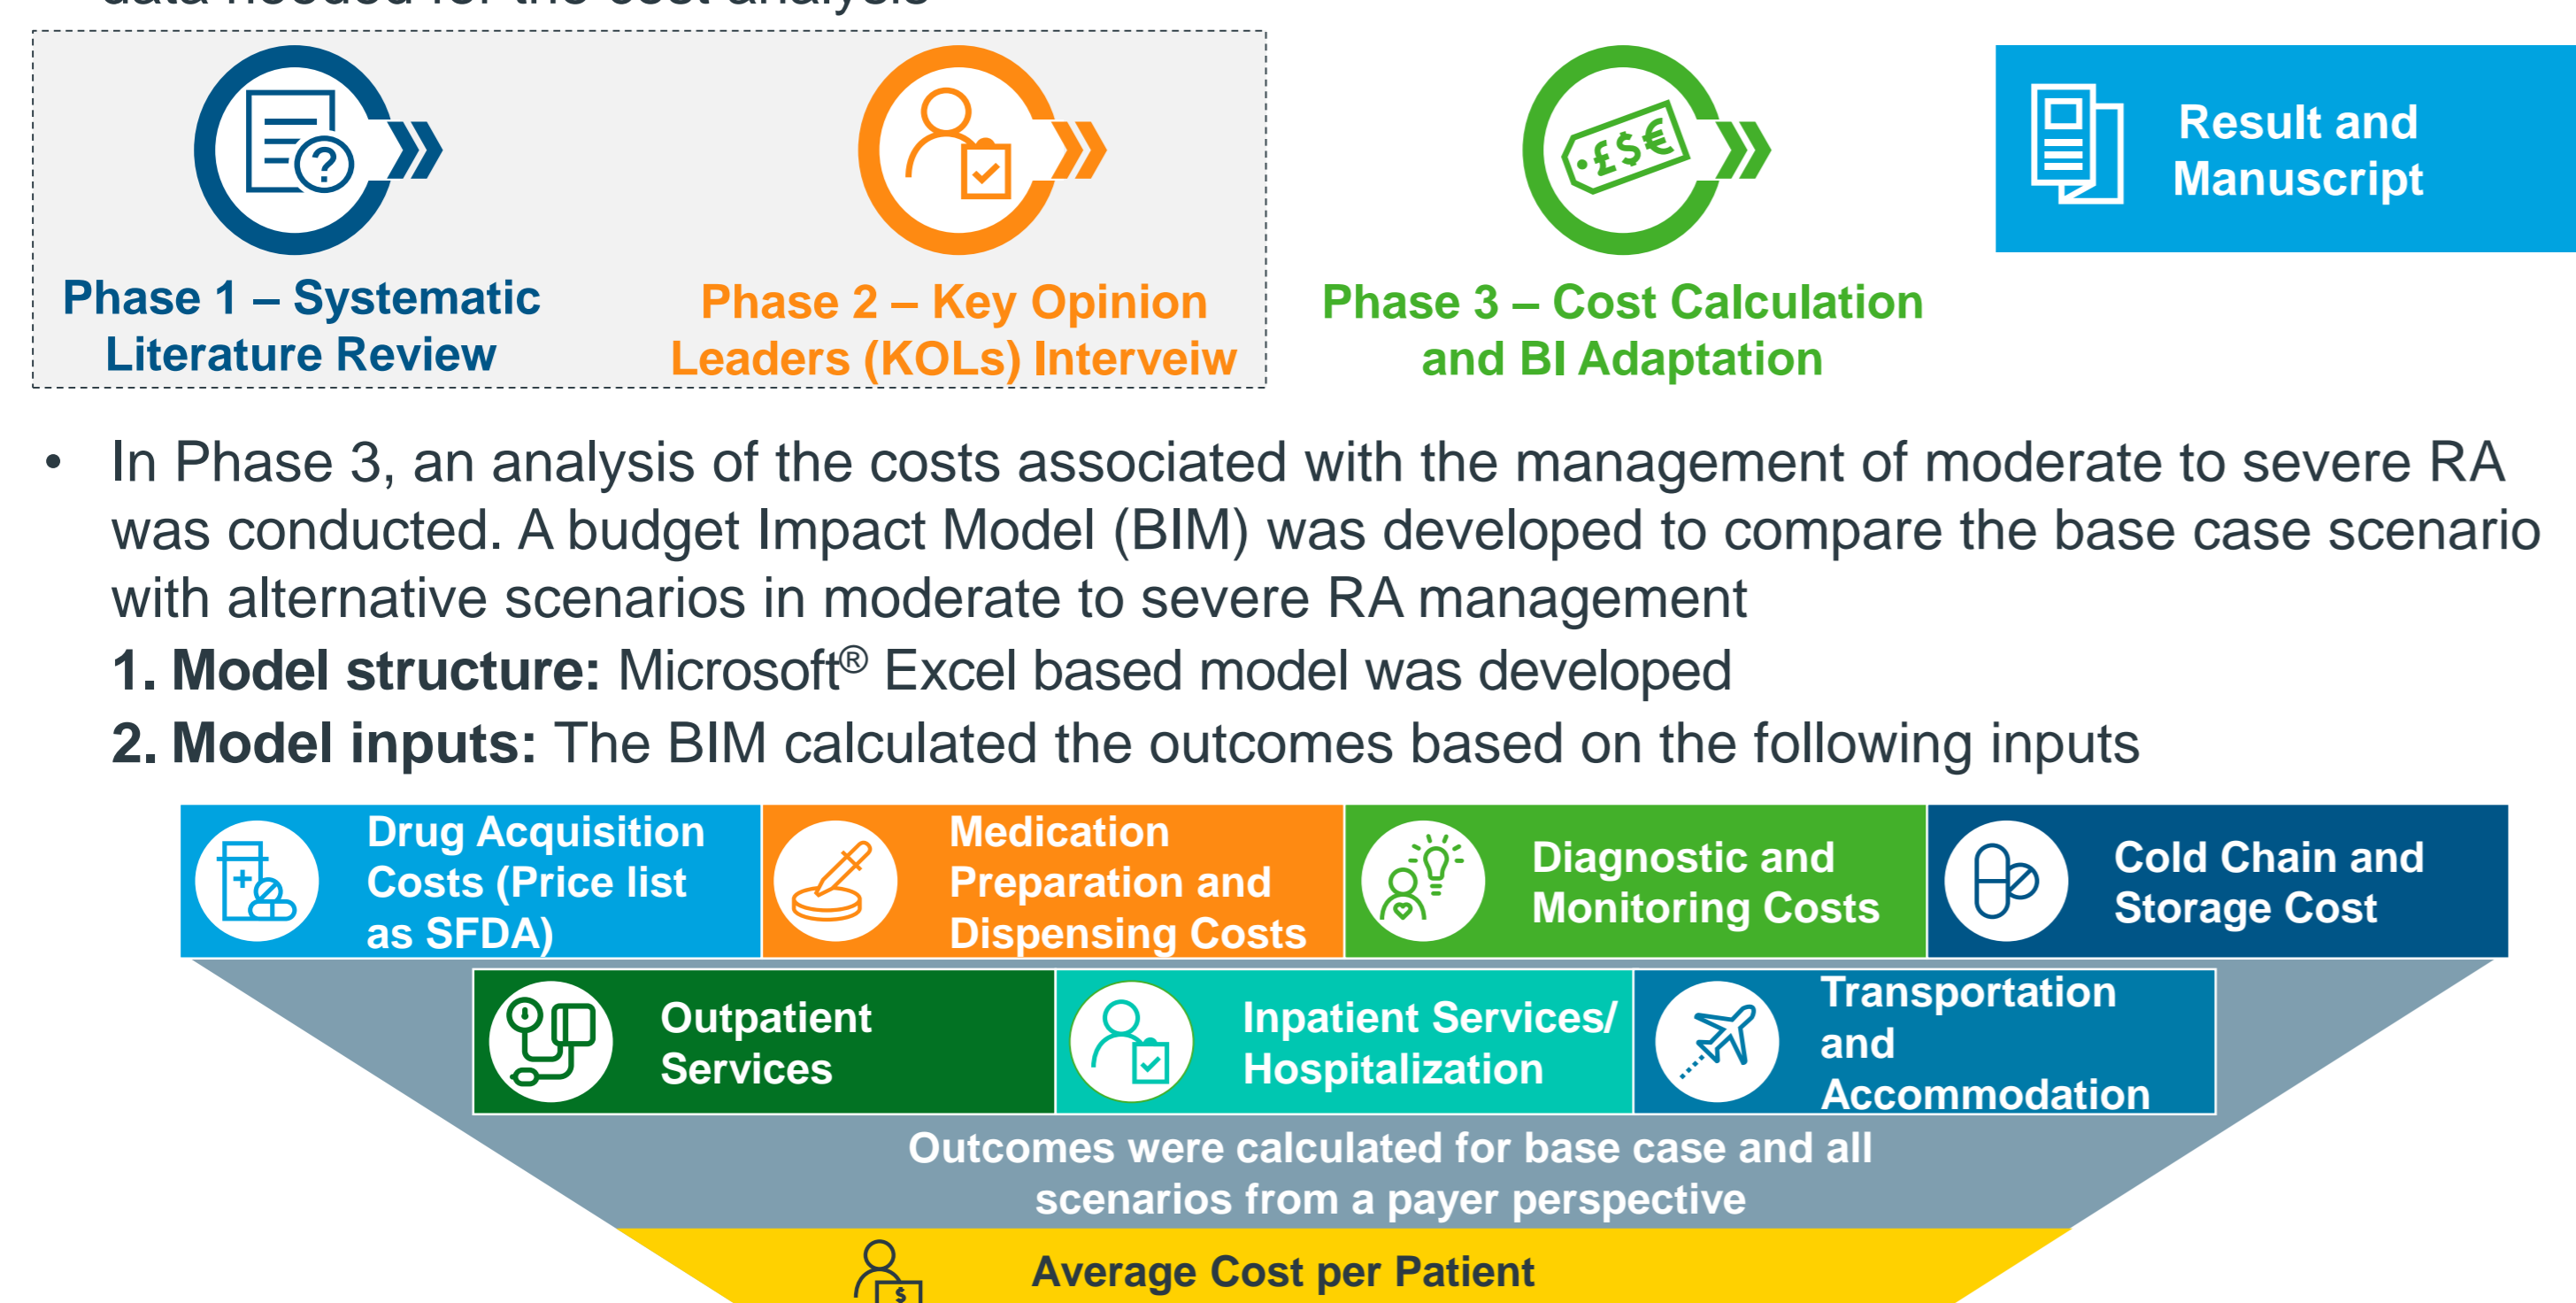 data needed for the cost analysis
Phase 1 – Systematic
Literature Review
Phase 2 – Key Opinion
Leaders (KOLs) Interveiw
£$€
Phase 3 – Cost Calculation
and BI Adaptation
Result and
Manuscript
• In Phase 3, an analysis of the costs associated with the management of moderate to severe RA
was conducted. A budget Impact Model (BIM) was developed to compare the base case scenario
with alternative scenarios in moderate to severe RA management
1. Model structure: Microsoft® Excel based model was developed
2. Model inputs: The BIM calculated the outcomes based on the following inputs
Drug Acquisition
Costs (Price list
as SFDA)
Medication
Preparation and
Dispensing Costs
Diagnostic and
Monitoring Costs
Cold Chain and
Storage Cost
Outpatient
Services
Inpatient Services/
Hospitalization
Transportation
and
Accommodation
Outcomes were calculated for base case and all
scenarios from a payer perspective
Average Cost per Patient